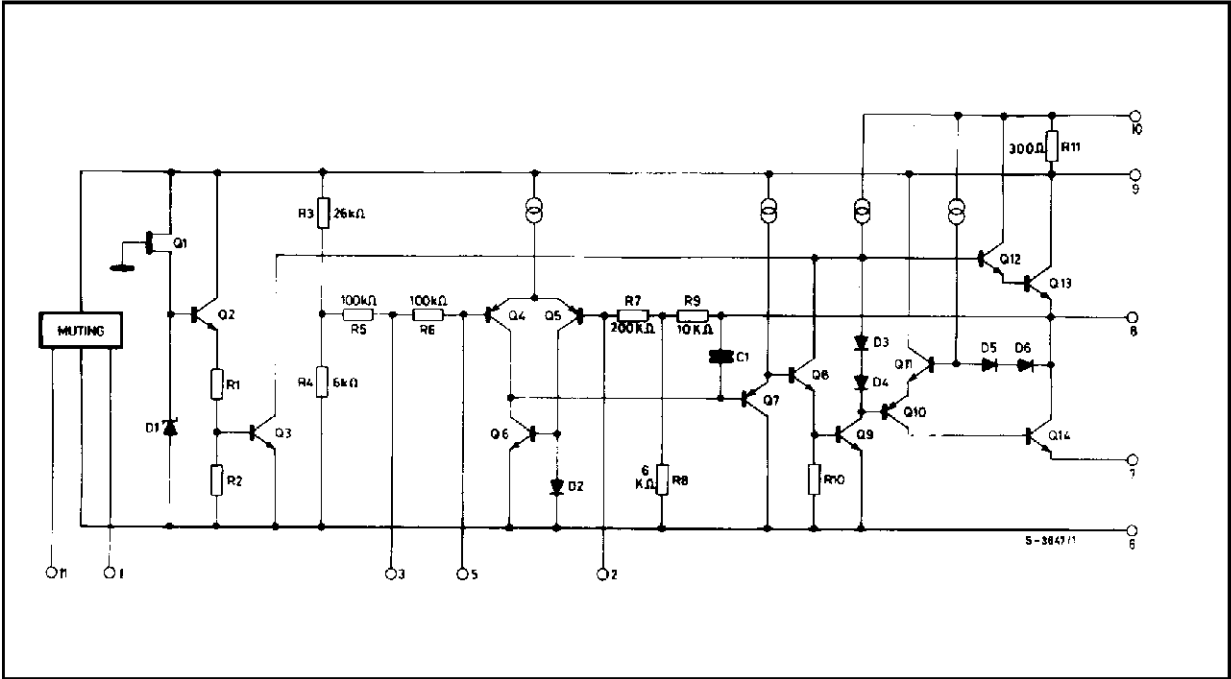 10
300Ω R11
9
R3 26kΩ
Q1
Q12
Q13
100kΩ 100kΩ R7 R9
Q2 Q4 Q5
MUTING R5 R6 200KΩ 10KΩ 8
D3 D5 D6
C1 Q8 Q11
R1 R4 6kΩ D4
Q7 Q10
D1 Q3 Q6 Q9 Q14
6
KΩ R8
R2 D2 R10 7
S-3847/1 6
11 1 3 5 2